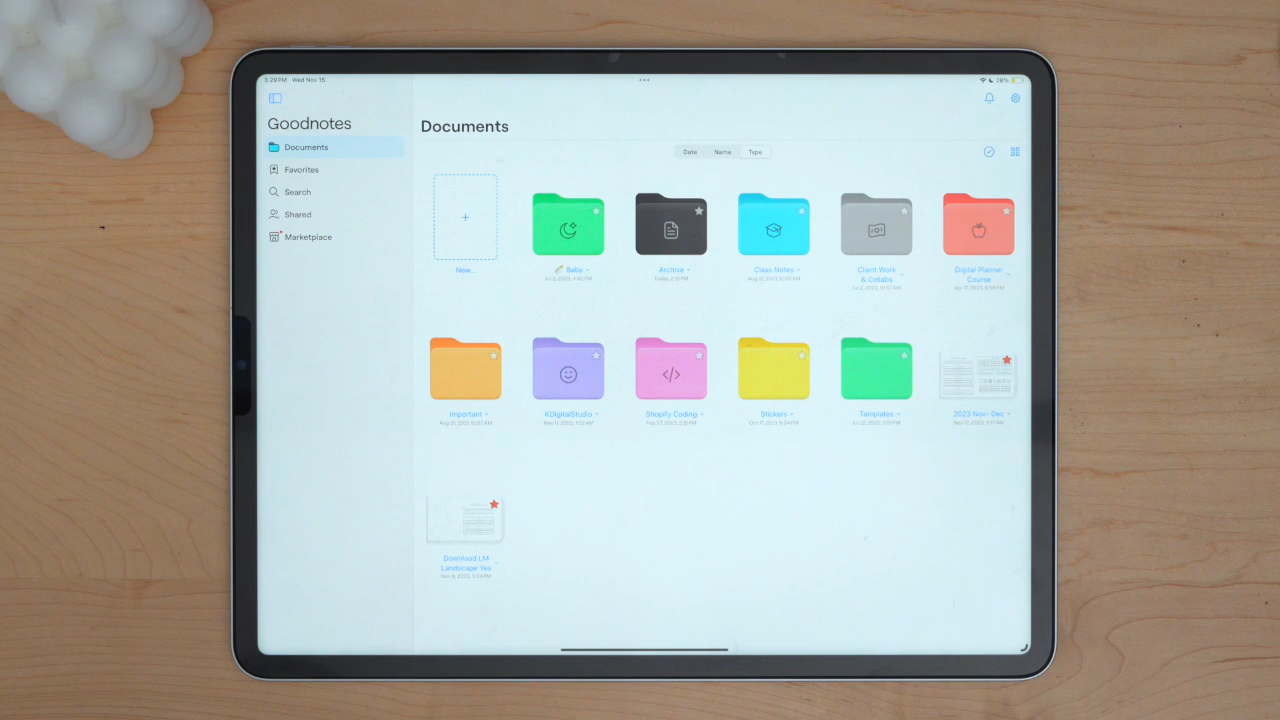 3:29 PM Wed Nov 15
28%
Goodnotes
Documents
Favorites
Search
Shared
Marketplace
Documents
Date Name Type
New...
Baby
Archive
Today, 2:10 PM
Class Notes
Client Work
& Collabs
Digital Planner
Course
Important
KDigitalStudio
Shopify Coding
Stickers
Templates
2023 Nov- Dec
Download LM
Landscape Yes